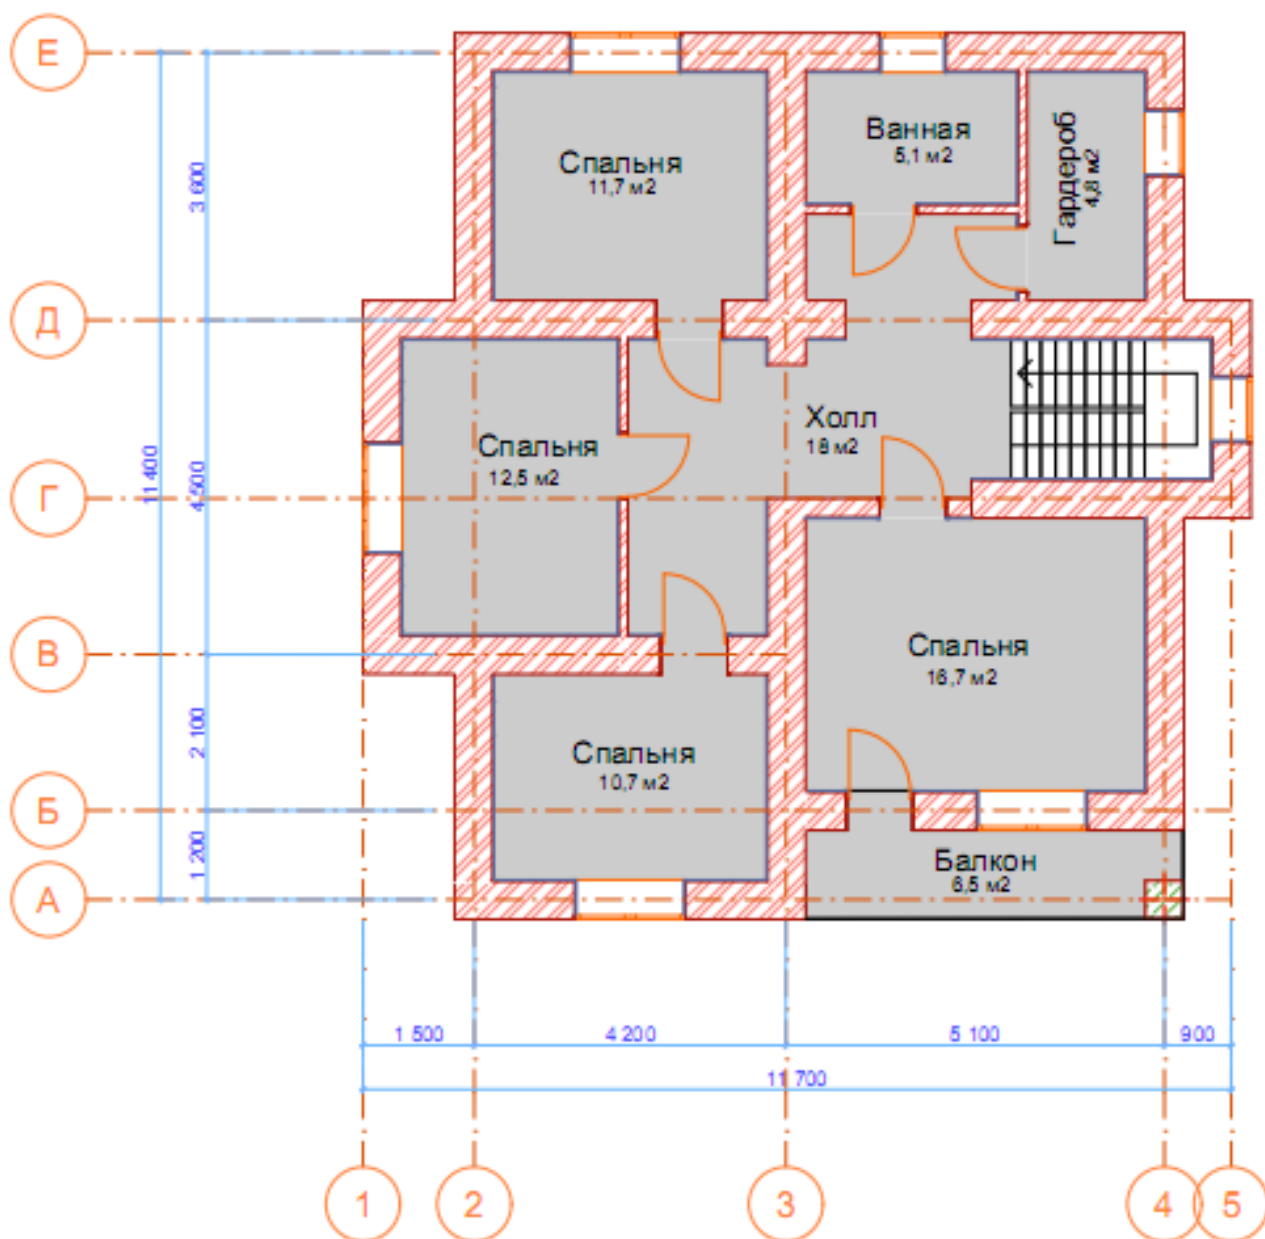 Е
Спальня
11,7 м2
Ванная
5,1 м2
Гардероб
4,8 м2
3 600
Д
Спальня
12,5 м2
Холл
18 м2
11 400
4 500
Г
В
Спальня
16,7 м2
2 100
Спальня
10,7 м2
Б
1 200
Балкон
6,5 м2
А
1 500
4 200
5 100
900
11 700
1
2
3
4
5